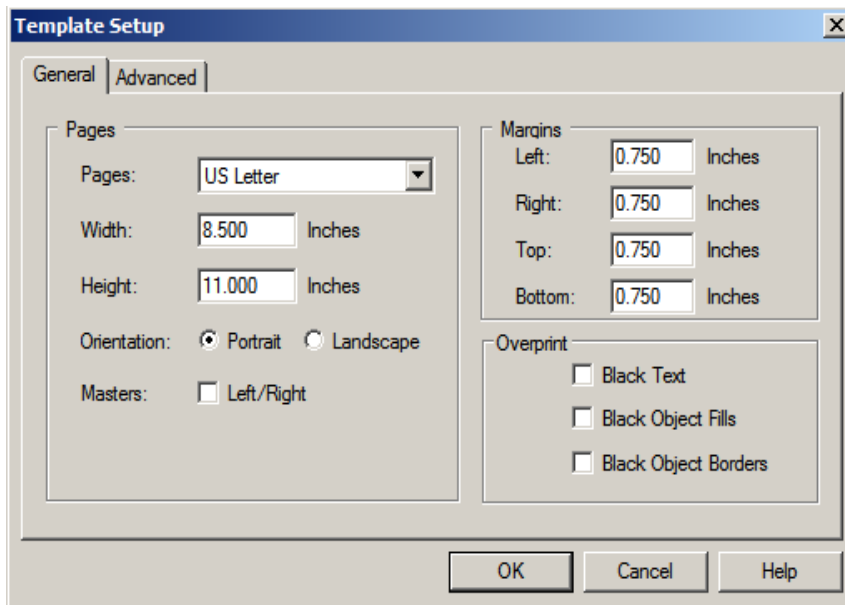 Template Setup
General Advanced
Pages
Pages: US Letter
Width: 8.500 Inches
Height: 11.000 Inches
Orientation: Portrait Landscape
Masters: Left/Right
Margins
Left: 0.750 Inches
Right: 0.750 Inches
Top: 0.750 Inches
Bottom: 0.750 Inches
Overprint
Black Text
Black Object Fills
Black Object Borders
OK Cancel Help